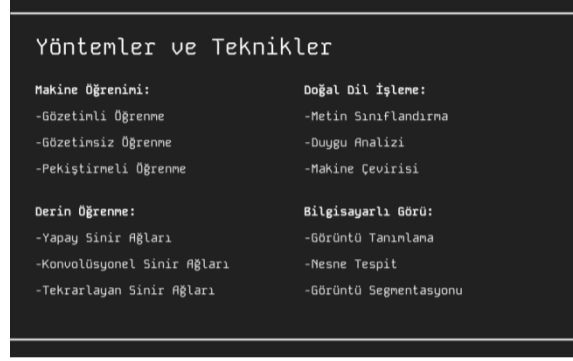 Yöntemler ve Teknikler
Makine Öğrenimi:
-Gözetimli Öğrenme
-Gözetimsiz Öğrenme
-Pekiştirmeli Öğrenme
Derin Öğrenme:
-Yapay Sinir Ağları
-Konvolüsyonel Sinir Ağları
-Tekrarlayan Sinir Ağları
Doğal Dil İşleme:
-Metin Sınıflandırma
-Duygu Analizi
-Makine Çevirisi
Bilgisayarlı Görü:
-Görüntü Tanımlama
-Nesne Tespit
-Görüntü Segmentasyonu